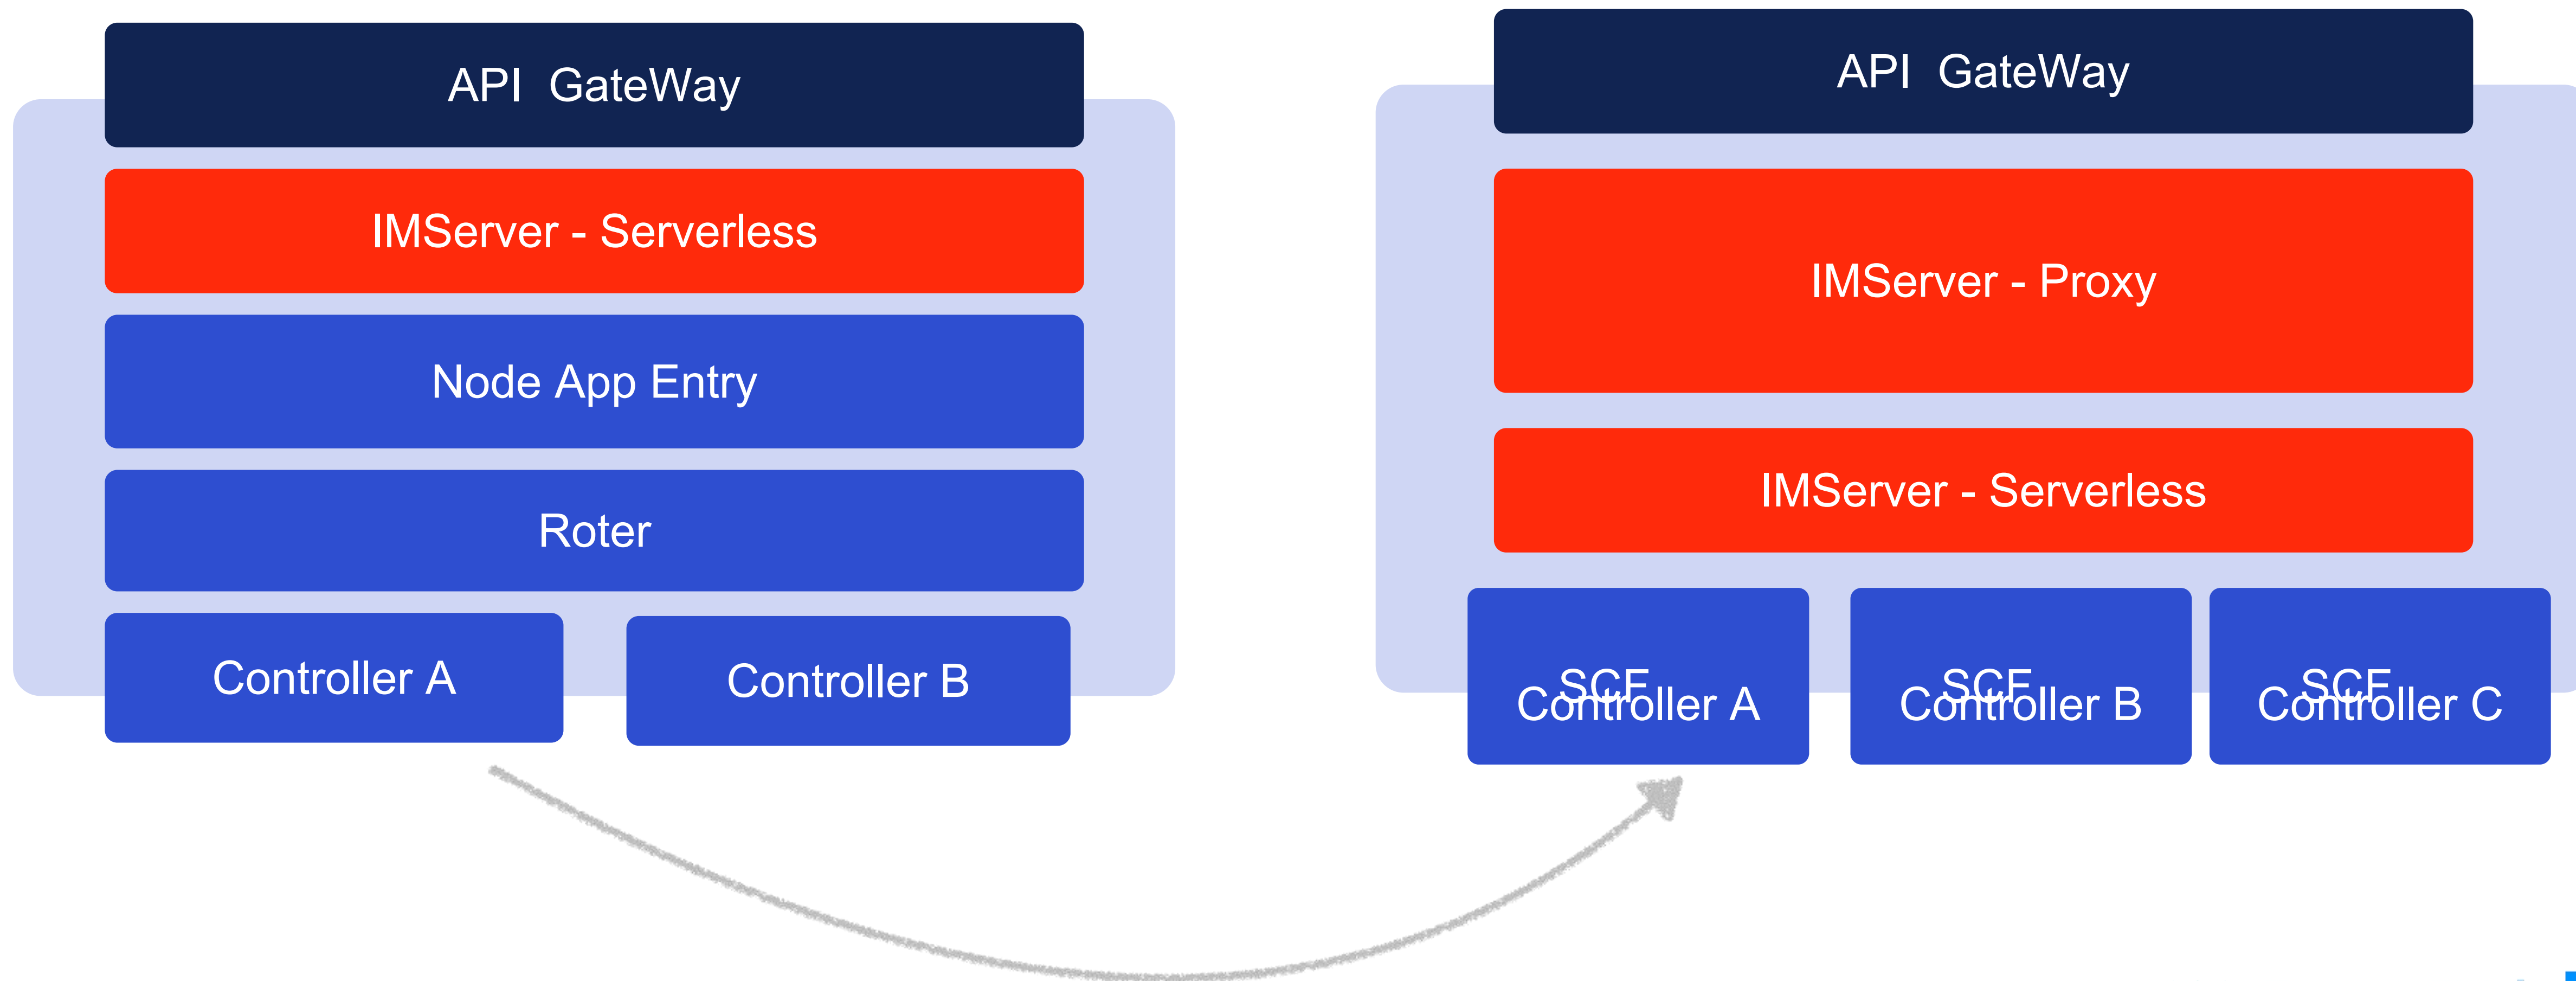 API GateWay
IMServer - Serverless
Node App Entry
Roter
Controller A
Controller B
API GateWay
IMServer - Proxy
IMServer - Serverless
SCF
Controller A
SCF
Controller B
SCF
Controller C